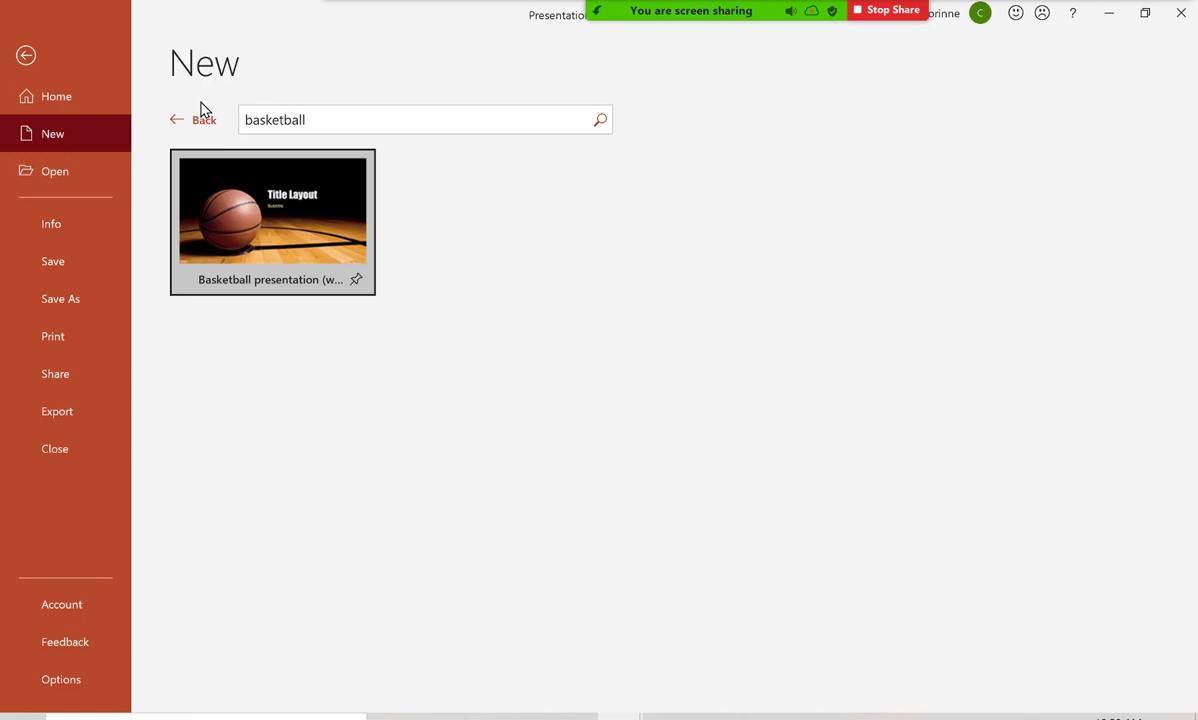 Presentatio
You are screen sharing
Stop Share
orinne
C
?
New
Home
Back
basketball
New
Open
Title Layout
Subtitle
Info
Save
Basketball presentation (w...
Save As
Print
Share
Export
Close
Account
Feedback
Options